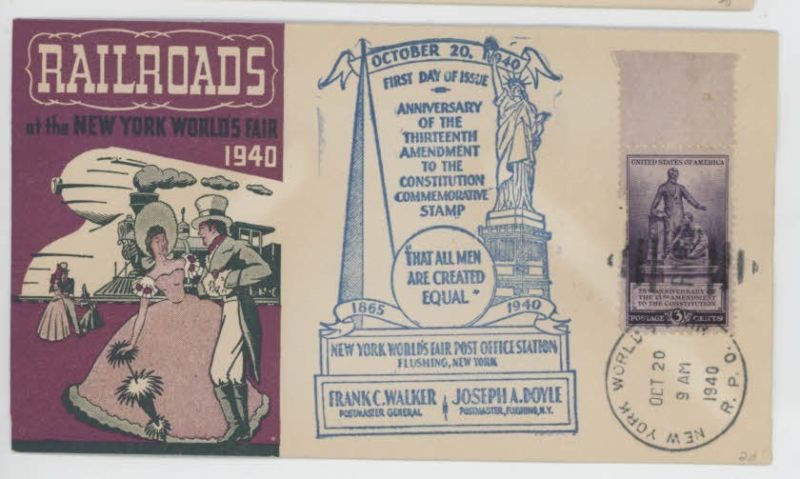 RAILROADS
at the NEW YORK WORLD'S FAIR
1940
OCTOBER 20, 1940
FIRST DAY OF ISSUE
ANNIVERSARY
OF THE
THIRTEENTH
AMENDMENT
TO THE
CONSTITUTION
COMMEMORATIVE
STAMP
"THAT ALL MEN
ARE CREATED
EQUAL"
1865 1940
NEW YORK WORLD'S FAIR POST OFFICE STATION
FLUSHING, NEW YORK
FRANK C. WALKER
POSTMASTER GENERAL
JOSEPH A. DOYLE
POSTMASTER, FLUSHING, N.Y.
UNITED STATES OF AMERICA
75TH ANNIVERSARY OF
THE 13TH AMENDMENT
TO THE CONSTITUTION
POSTAGE 3 CENTS
NEW YORK WORLD'S R.P.O.
OCT 20
9 AM
1940